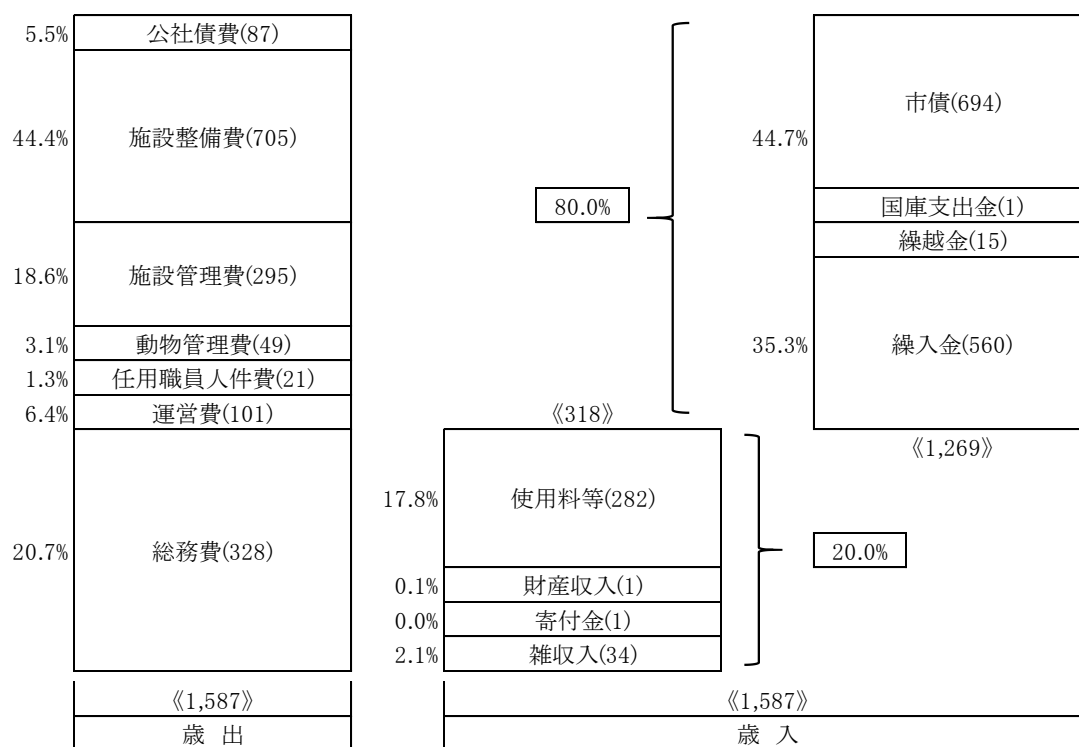 5.5% 公社債費(87)
44.4% 施設整備費(705)
18.6% 施設管理費(295)
3.1% 動物管理費(49)
1.3% 任用職員人件費(21)
6.4% 運営費(101)
20.7% 総務費(328)
《1,587》
歳 出
80.0%
《318》
17.8% 使用料等(282)
0.1% 財産収入(1)
0.0% 寄付金(1)
2.1% 雑収入(34)
20.0%
市債(694)
44.7%
国庫支出金(1)
繰越金(15)
35.3% 繰入金(560)
《1,269》
《1,587》
歳 入